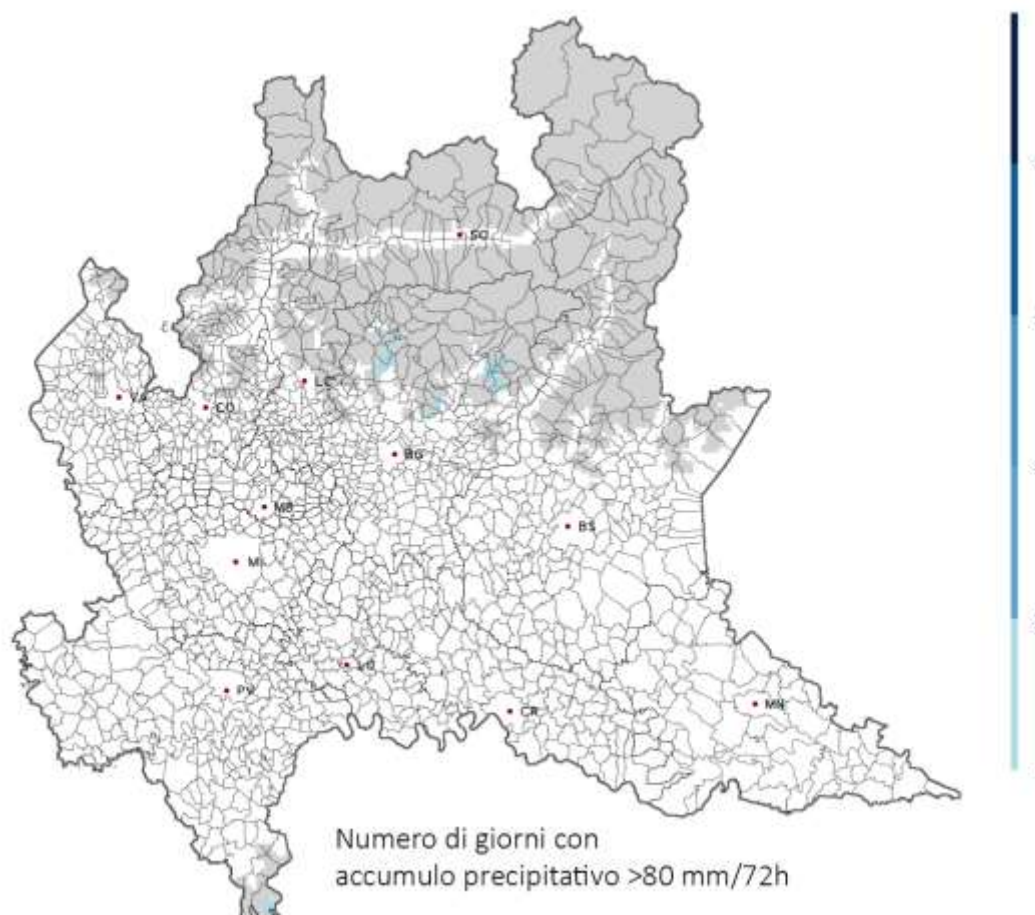 SO
LC
VA
CO
BG
MB
BS
MI
LO
PV
MN
CR
Numero di giorni con
accumulo precipitativo >80 mm/72h